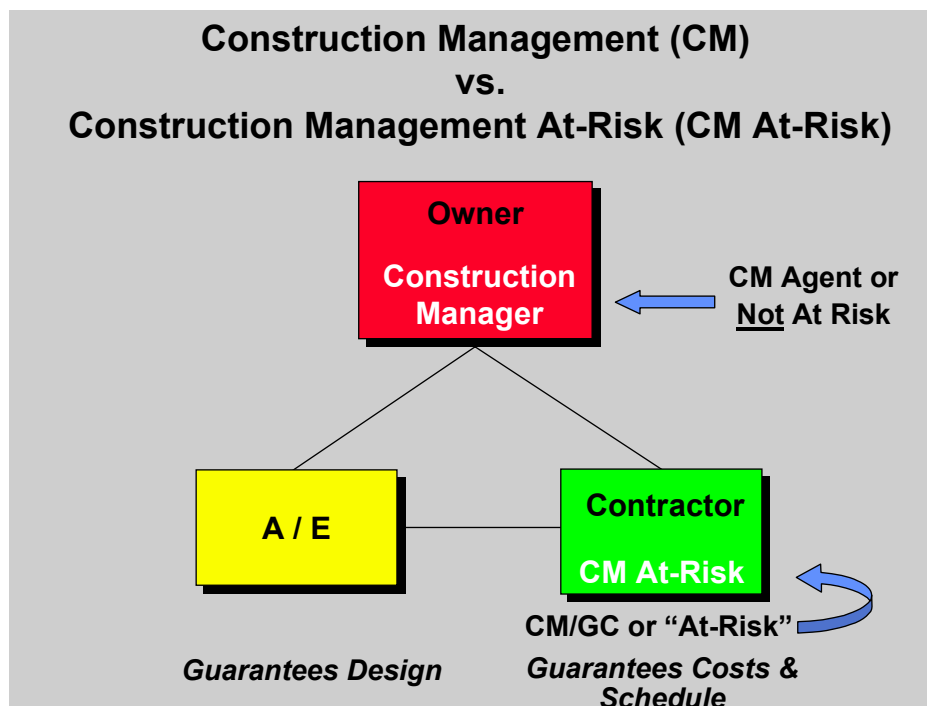 Construction Management (CM)
vs.
Construction Management At-Risk (CM At-Risk)
Owner
Construction
Manager
CM Agent or
Not At Risk
A / E
Contractor
CM At-Risk
CM/GC or “At-Risk”
Guarantees Design
Guarantees Costs &
Schedule